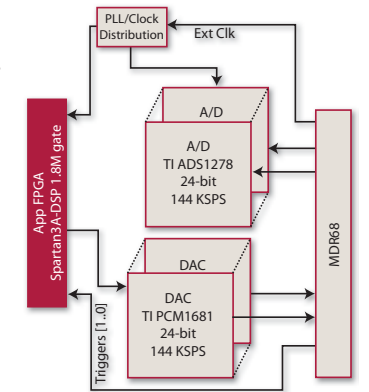 PLL/Clock
Distribution
Ext Clk
A/D
A/D
TI ADS1278
24-bit
144 KSPS
App FPGA
Spartan3A-DSP 1.8M gate
MDR68
DAC
DAC
TI PCM1681
24-bit
144 KSPS
Triggers [1..0]